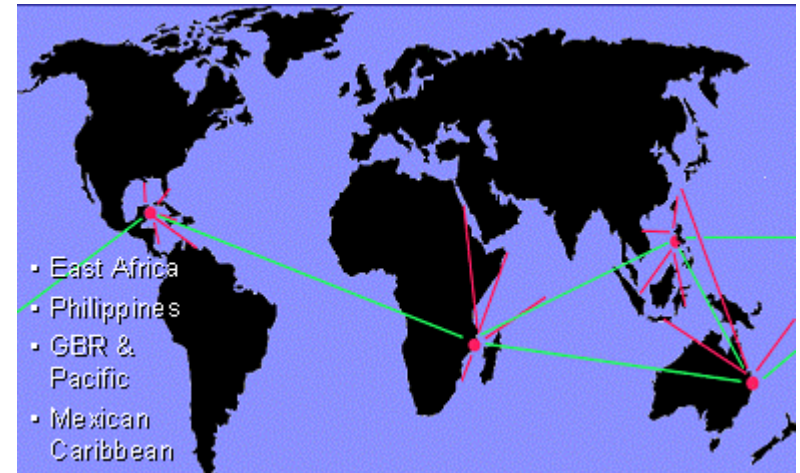 ▪ East Africa
▪ Philippines
▪ GBR &
Pacific
▪ Mexican
Caribbean